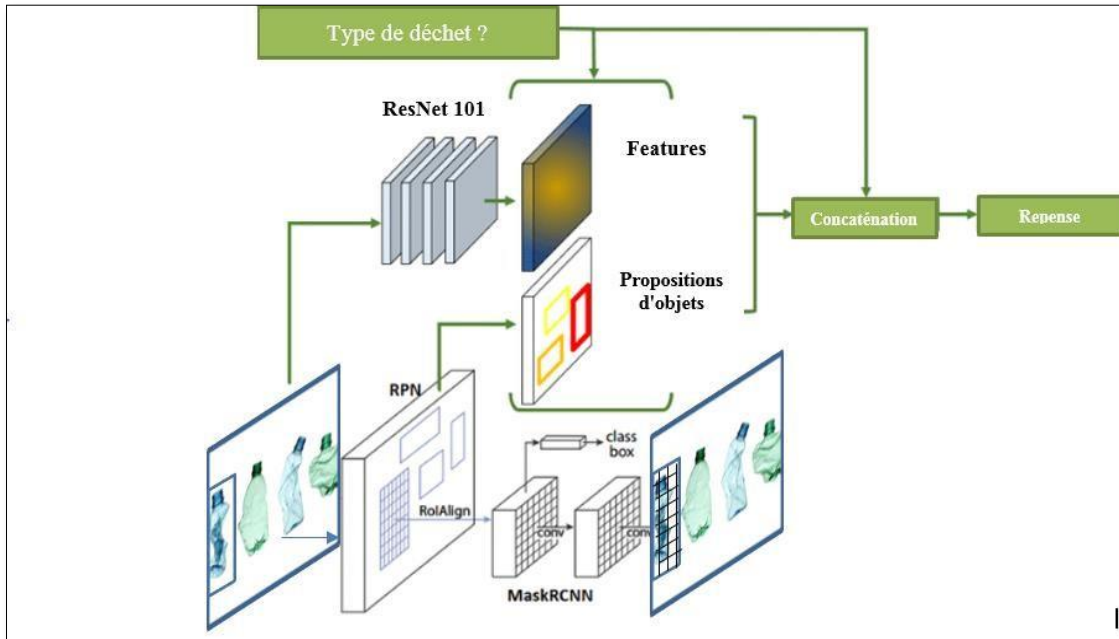 Type de déchet ?
ResNet 101
Features
Concaténation
Repense
Propositions
d'objets
RPN
class
box
RoIAlign
conv
conv
MaskRCNN